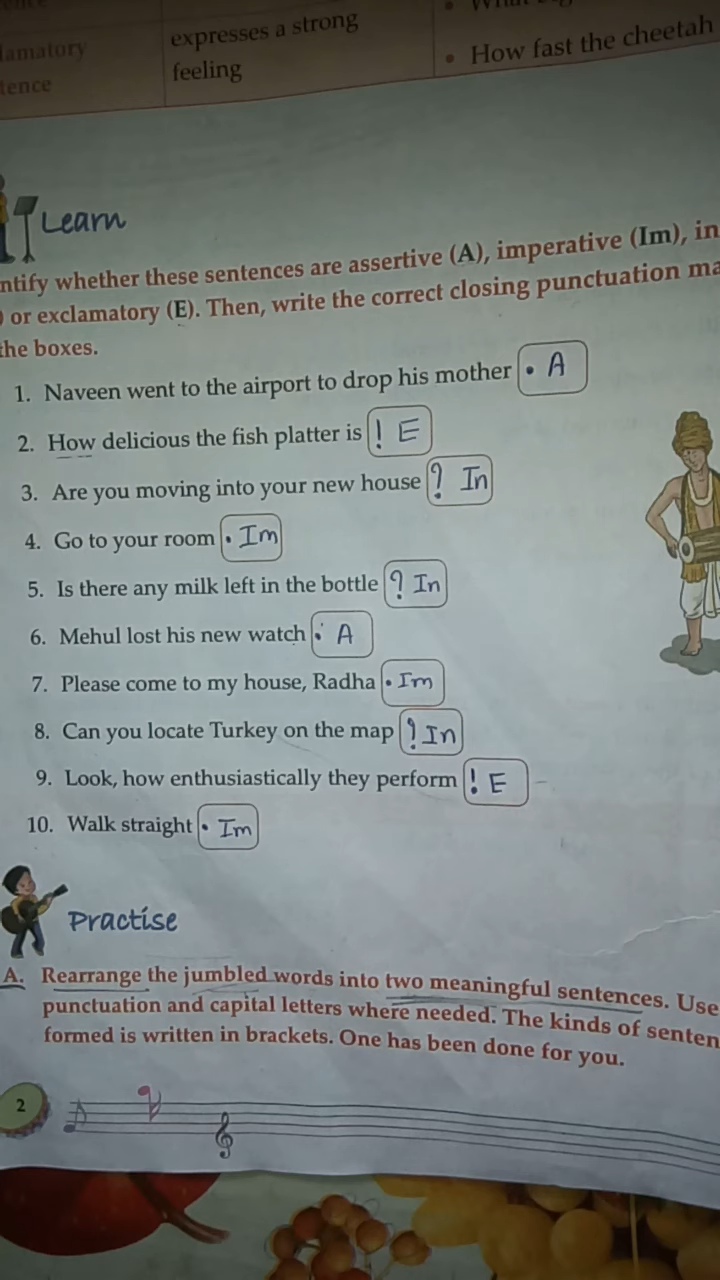 expresses a strong
lamatory
feeling
• How fast the cheetah
tence
Learn
ntify whether these sentences are assertive (A), imperative (Im), in
) or exclamatory (E). Then, write the correct closing punctuation ma
the boxes.
1. Naveen went to the airport to drop his mother . A
2. How delicious the fish platter is ! E
3. Are you moving into your new house ? In
4. Go to your room . Im
5. Is there any milk left in the bottle ? In
6. Mehul lost his new watch . A
7. Please come to my house, Radha . Im
8. Can you locate Turkey on the map ? In
9. Look, how enthusiastically they perform ! E
10. Walk straight . Im
Practise
A. Rearrange the jumbled words into two meaningful sentences. Use
punctuation and capital letters where needed. The kinds of senten
formed is written in brackets. One has been done for you.
2